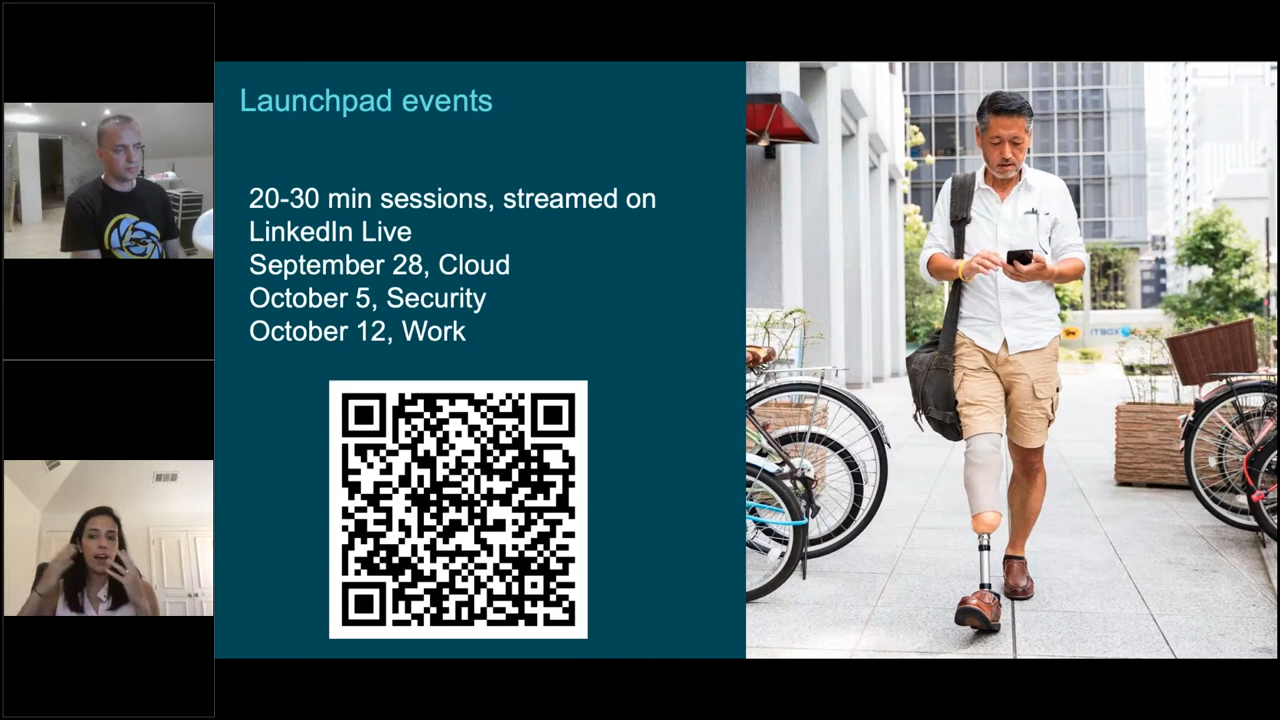 Launchpad events
20-30 min sessions, streamed on
LinkedIn Live
September 28, Cloud
October 5, Security
October 12, Work
ITBOX